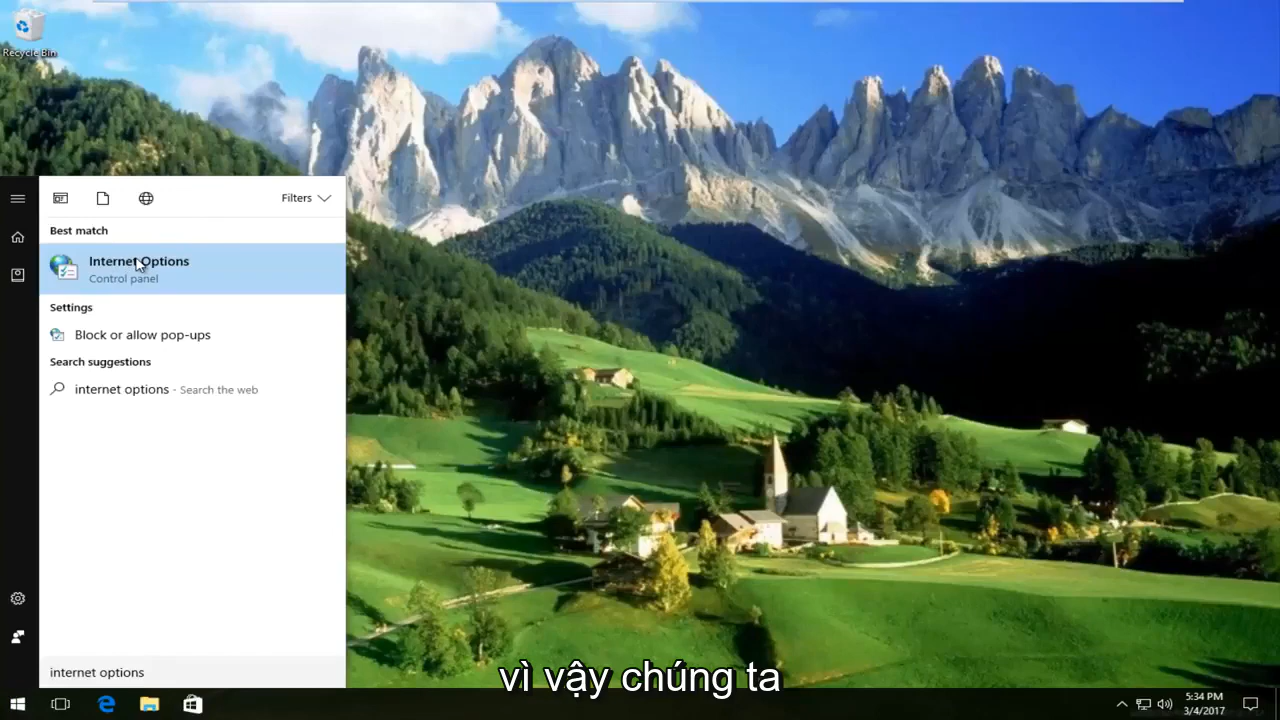 Recycle Bin
Filters
Best match
Internet Options
Control panel
Settings
Block or allow pop-ups
Search suggestions
internet options - Search the web
internet options
vì vậy chúng ta
5:34 PM
3/4/2017